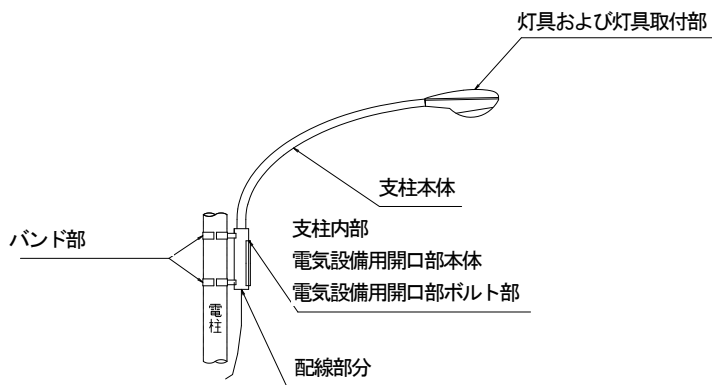 灯具および灯具取付部
支柱本体
バンド部
支柱内部
電気設備用開口部本体
電気設備用開口部ボルト部
電柱
配線部分